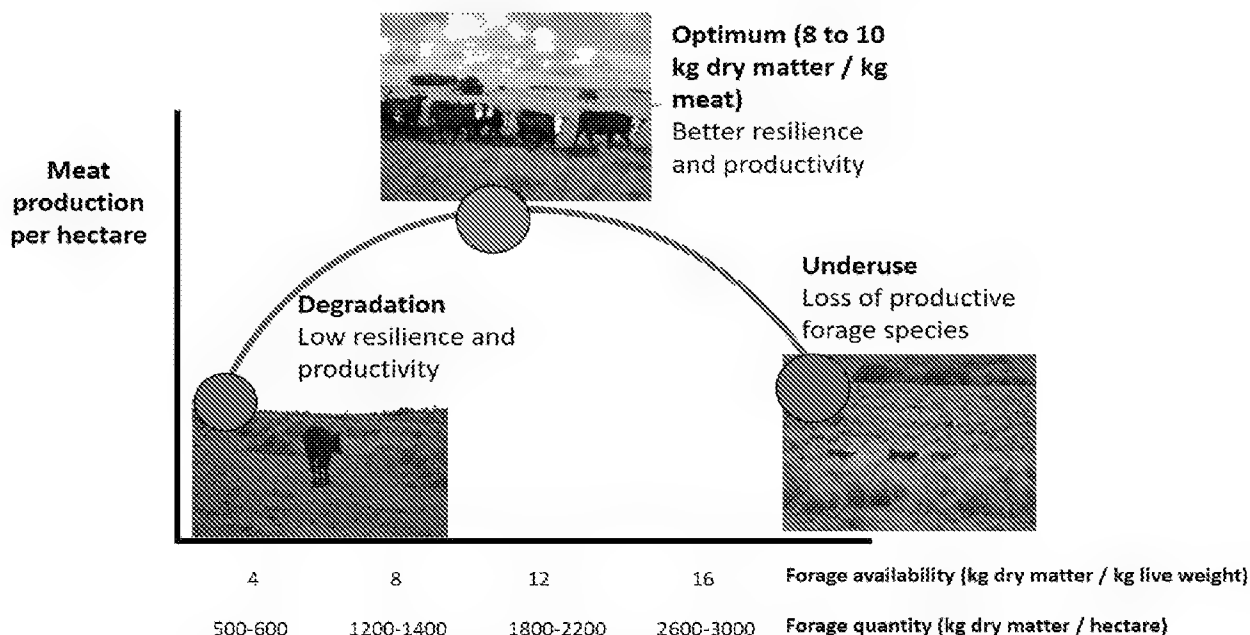 Optimum (8 to 10
kg dry matter / kg
meat)
Better resilience
and productivity
Meat
production
per hectare
Underuse
Loss of productive
forage species
Degradation
Low resilience and
productivity
4 8 12 16 Forage availability (kg dry matter / kg live weight)
500-600 1200-1400 1800-2200 2600-3000 Forage quantity (kg dry matter / hectare)